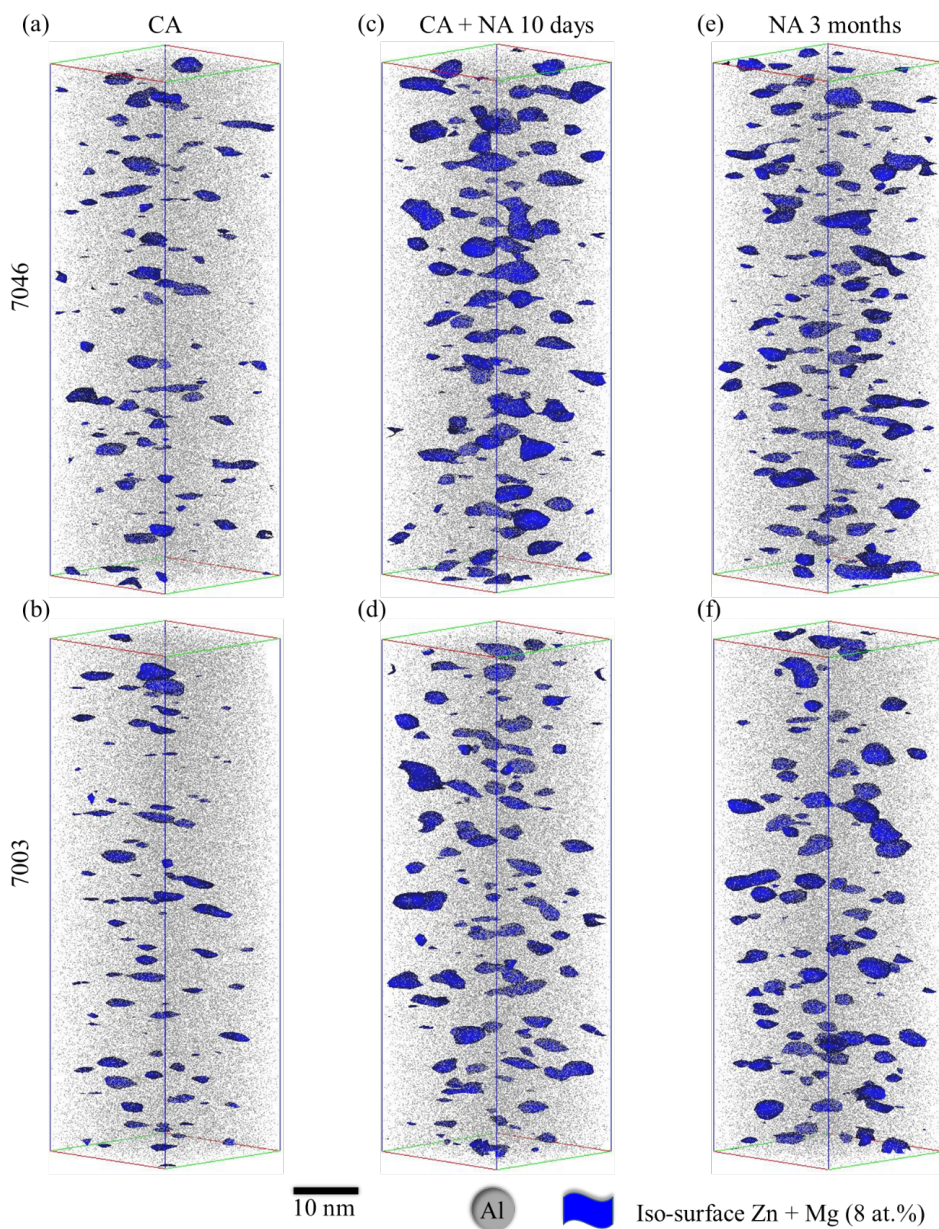 (a) CA (c) CA + NA 10 days (e) NA 3 months
7046
(b) (d) (f)
7003
10 nm Al Iso-surface Zn + Mg (8 at.%)